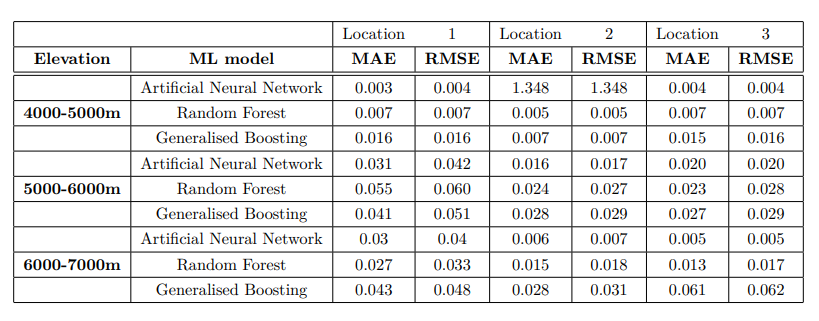 Location 1 Location 2 Location 3
Elevation ML model MAE RMSE MAE RMSE MAE RMSE
Artificial Neural Network 0.003 0.004 1.348 1.348 0.004 0.004
4000-5000m Random Forest 0.007 0.007 0.005 0.005 0.007 0.007
Generalised Boosting 0.016 0.016 0.007 0.007 0.015 0.016
Artificial Neural Network 0.031 0.042 0.016 0.017 0.020 0.020
5000-6000m Random Forest 0.055 0.060 0.024 0.027 0.023 0.028
Generalised Boosting 0.041 0.051 0.028 0.029 0.027 0.029
Artificial Neural Network 0.03 0.04 0.006 0.007 0.005 0.005
6000-7000m Random Forest 0.027 0.033 0.015 0.018 0.013 0.017
Generalised Boosting 0.043 0.048 0.028 0.031 0.061 0.062